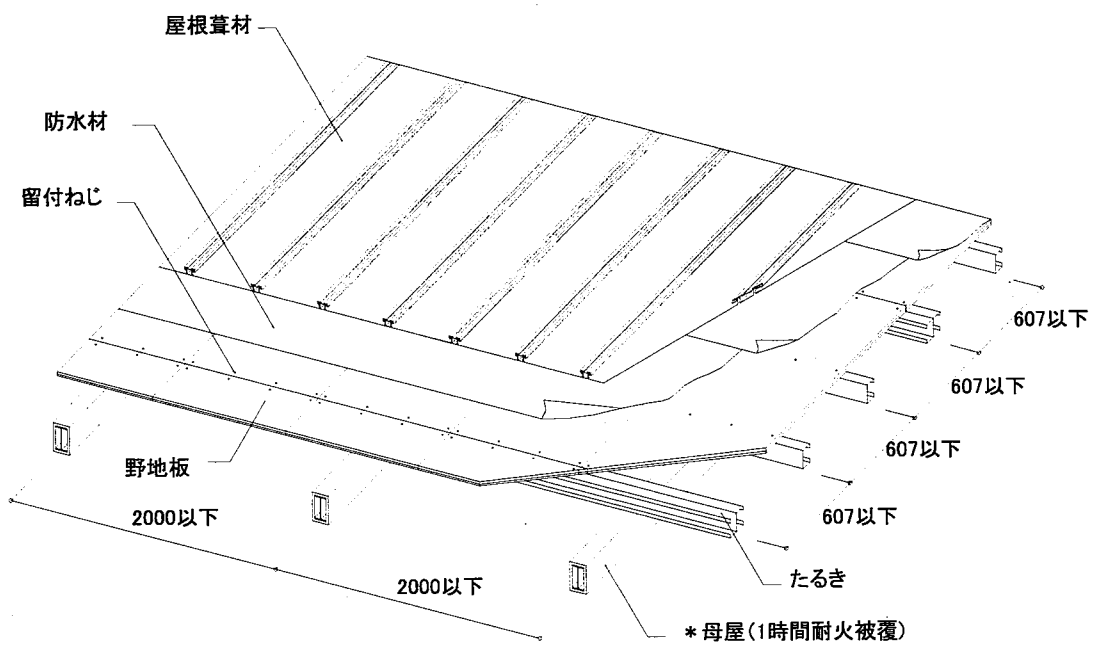 屋根葺材
防水材
留付ねじ
607以下
607以下
607以下
野地板
607以下
2000以下
たるき
2000以下
*母屋(1時間耐火被覆)